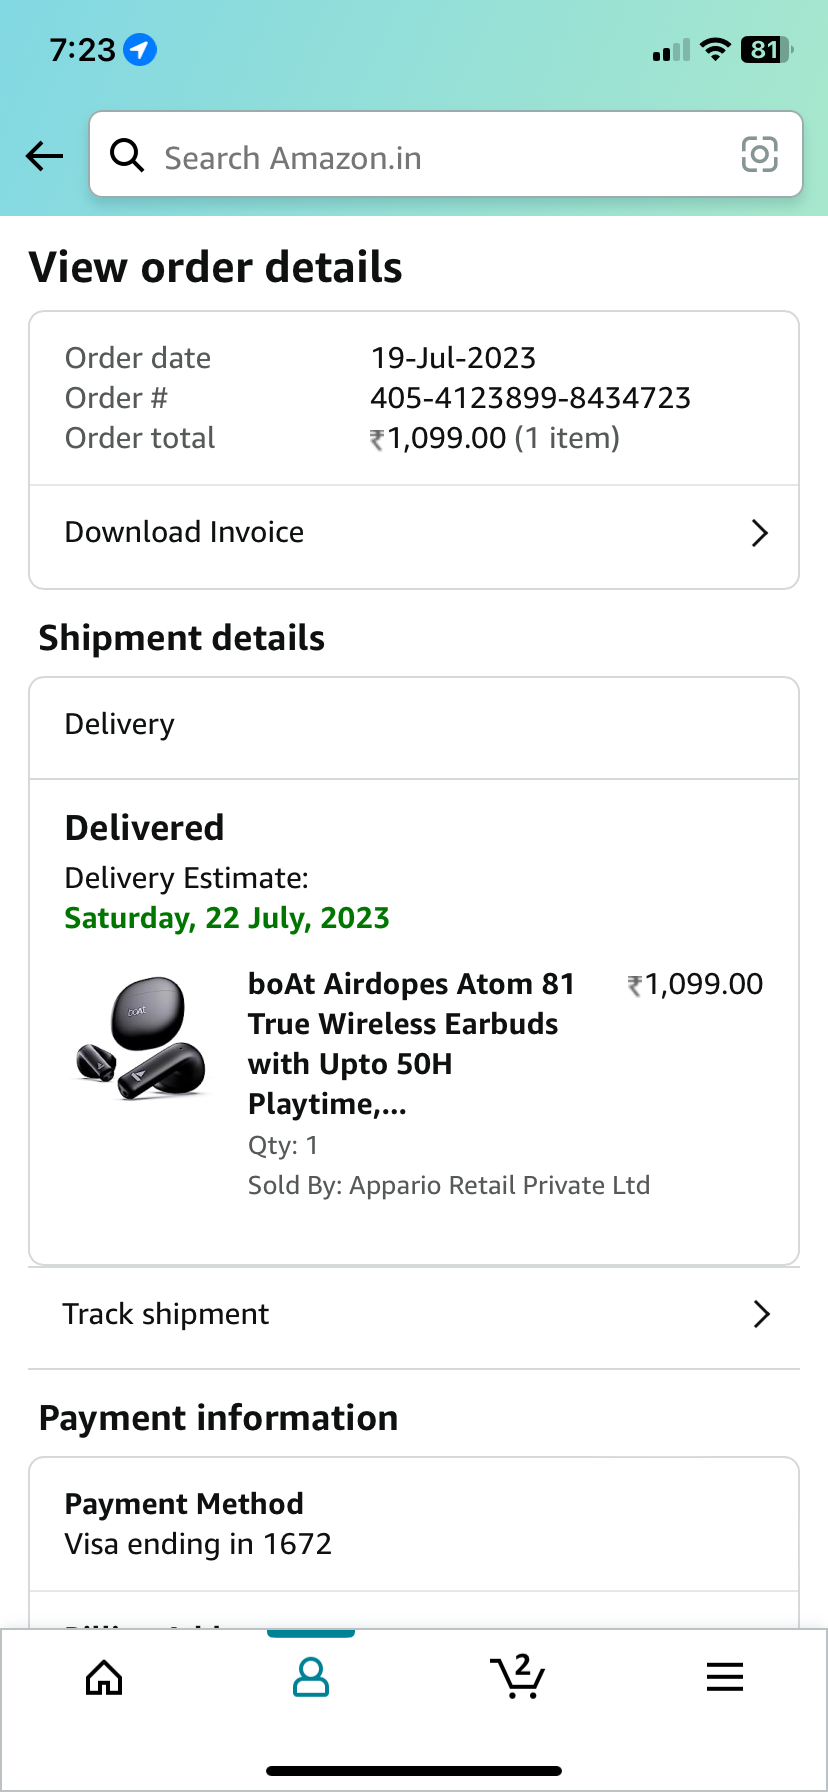 7:23
81
Search Amazon.in
View order details
Order date 19-Jul-2023
Order # 405-4123899-8434723
Order total ₹1,099.00 (1 item)
Download Invoice
Shipment details
Delivery
Delivered
Delivery Estimate:
Saturday, 22 July, 2023
boAt
boAt Airdopes Atom 81 ₹1,099.00
True Wireless Earbuds
with Upto 50H
Playtime,...
Qty: 1
Sold By: Appario Retail Private Ltd
Track shipment
Payment information
Payment Method
Visa ending in 1672
2